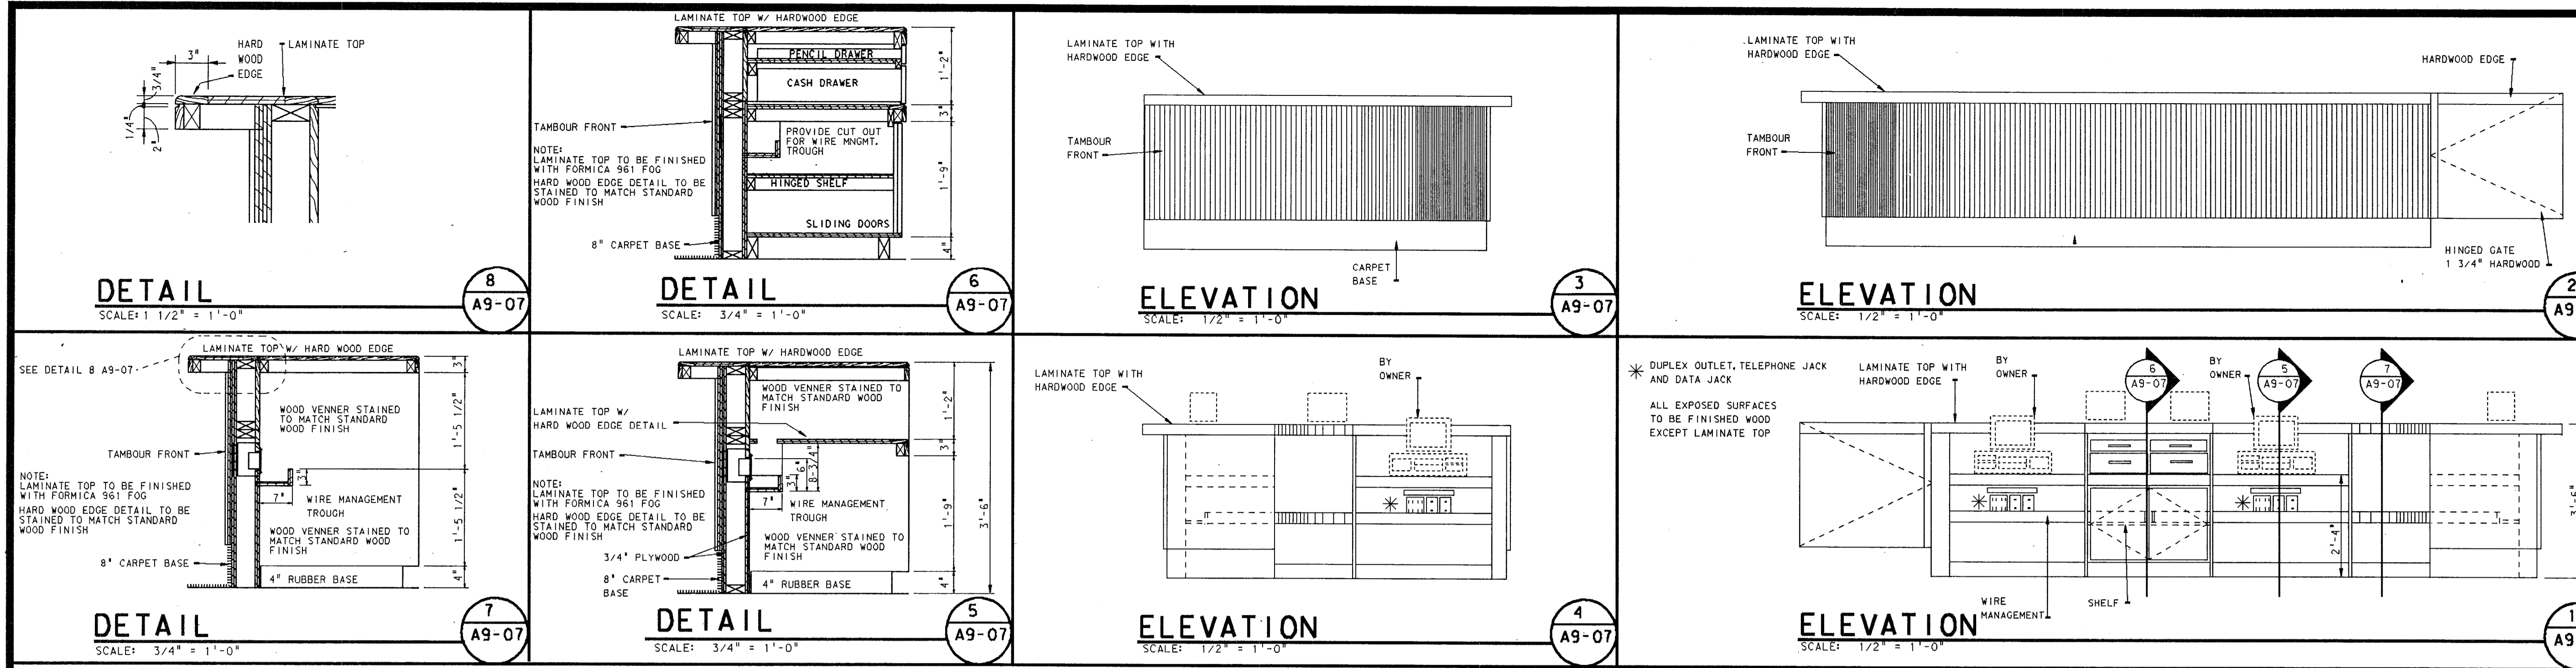 HARD
WOOD
EDGE
LAMINATE TOP
3"
3/4"
1/4"
2"
DETAIL
SCALE: 1 1/2" = 1'-0"
8
A9-07
LAMINATE TOP W/ HARDWOOD EDGE
PENCIL DRAWER
CASH DRAWER
TAMBOUR FRONT
PROVIDE CUT OUT
FOR WIRE MNGMT.
TROUGH
NOTE:
LAMINATE TOP TO BE FINISHED
WITH FORMICA 961 FOG
HARD WOOD EDGE DETAIL TO BE
STAINED TO MATCH STANDARD
WOOD FINISH
HINGED SHELF
SLIDING DOORS
8" CARPET BASE
1'-2"
3"
1'-9"
4"
DETAIL
SCALE: 3/4" = 1'-0"
6
A9-07
LAMINATE TOP WITH
HARDWOOD EDGE
TAMBOUR
FRONT
CARPET
BASE
ELEVATION
SCALE: 1/2" = 1'-0"
3
A9-07
LAMINATE TOP WITH
HARDWOOD EDGE
HARDWOOD EDGE
TAMBOUR
FRONT
HINGED GATE
1 3/4" HARDWOOD
ELEVATION
SCALE: 1/2" = 1'-0"
2
A9
LAMINATE TOP W/ HARD WOOD EDGE
SEE DETAIL 8 A9-07
WOOD VENNER STAINED
TO MATCH STANDARD
WOOD FINISH
TAMBOUR FRONT
NOTE:
LAMINATE TOP TO BE FINISHED
WITH FORMICA 961 FOG
HARD WOOD EDGE DETAIL TO BE
STAINED TO MATCH STANDARD
WOOD FINISH
3"
7"
WIRE MANAGEMENT
TROUGH
WOOD VENNER STAINED TO
MATCH STANDARD WOOD
FINISH
8" CARPET BASE
4" RUBBER BASE
3"
1'-5 1/2"
1'-5 1/2"
4"
DETAIL
SCALE: 3/4" = 1'-0"
7
A9-07
LAMINATE TOP W/ HARDWOOD EDGE
WOOD VENNER STAINED TO
MATCH STANDARD WOOD
FINISH
LAMINATE TOP W/
HARD WOOD EDGE DETAIL
TAMBOUR FRONT
NOTE:
LAMINATE TOP TO BE FINISHED
WITH FORMICA 961 FOG
HARD WOOD EDGE DETAIL TO BE
STAINED TO MATCH STANDARD
WOOD FINISH
3"
6"
8-3/4"
7"
WIRE MANAGEMENT
TROUGH
WOOD VENNER STAINED TO
MATCH STANDARD WOOD
FINISH
3/4" PLYWOOD
8" CARPET
BASE
4" RUBBER BASE
1'-2"
3"
1'-9"
4"
3'-6"
DETAIL
SCALE: 3/4" = 1'-0"
5
A9-07
LAMINATE TOP WITH
HARDWOOD EDGE
BY
OWNER
ELEVATION
SCALE: 1/2" = 1'-0"
4
A9-07
DUPLEX OUTLET, TELEPHONE JACK
AND DATA JACK
ALL EXPOSED SURFACES
TO BE FINISHED WOOD
EXCEPT LAMINATE TOP
LAMINATE TOP WITH
HARDWOOD EDGE
BY
OWNER
6
A9-07
BY
OWNER
5
A9-07
7
A9-07
2'-4"
3'-6"
WIRE
MANAGEMENT
SHELF
ELEVATION
SCALE: 1/2" = 1'-0"
1
A9